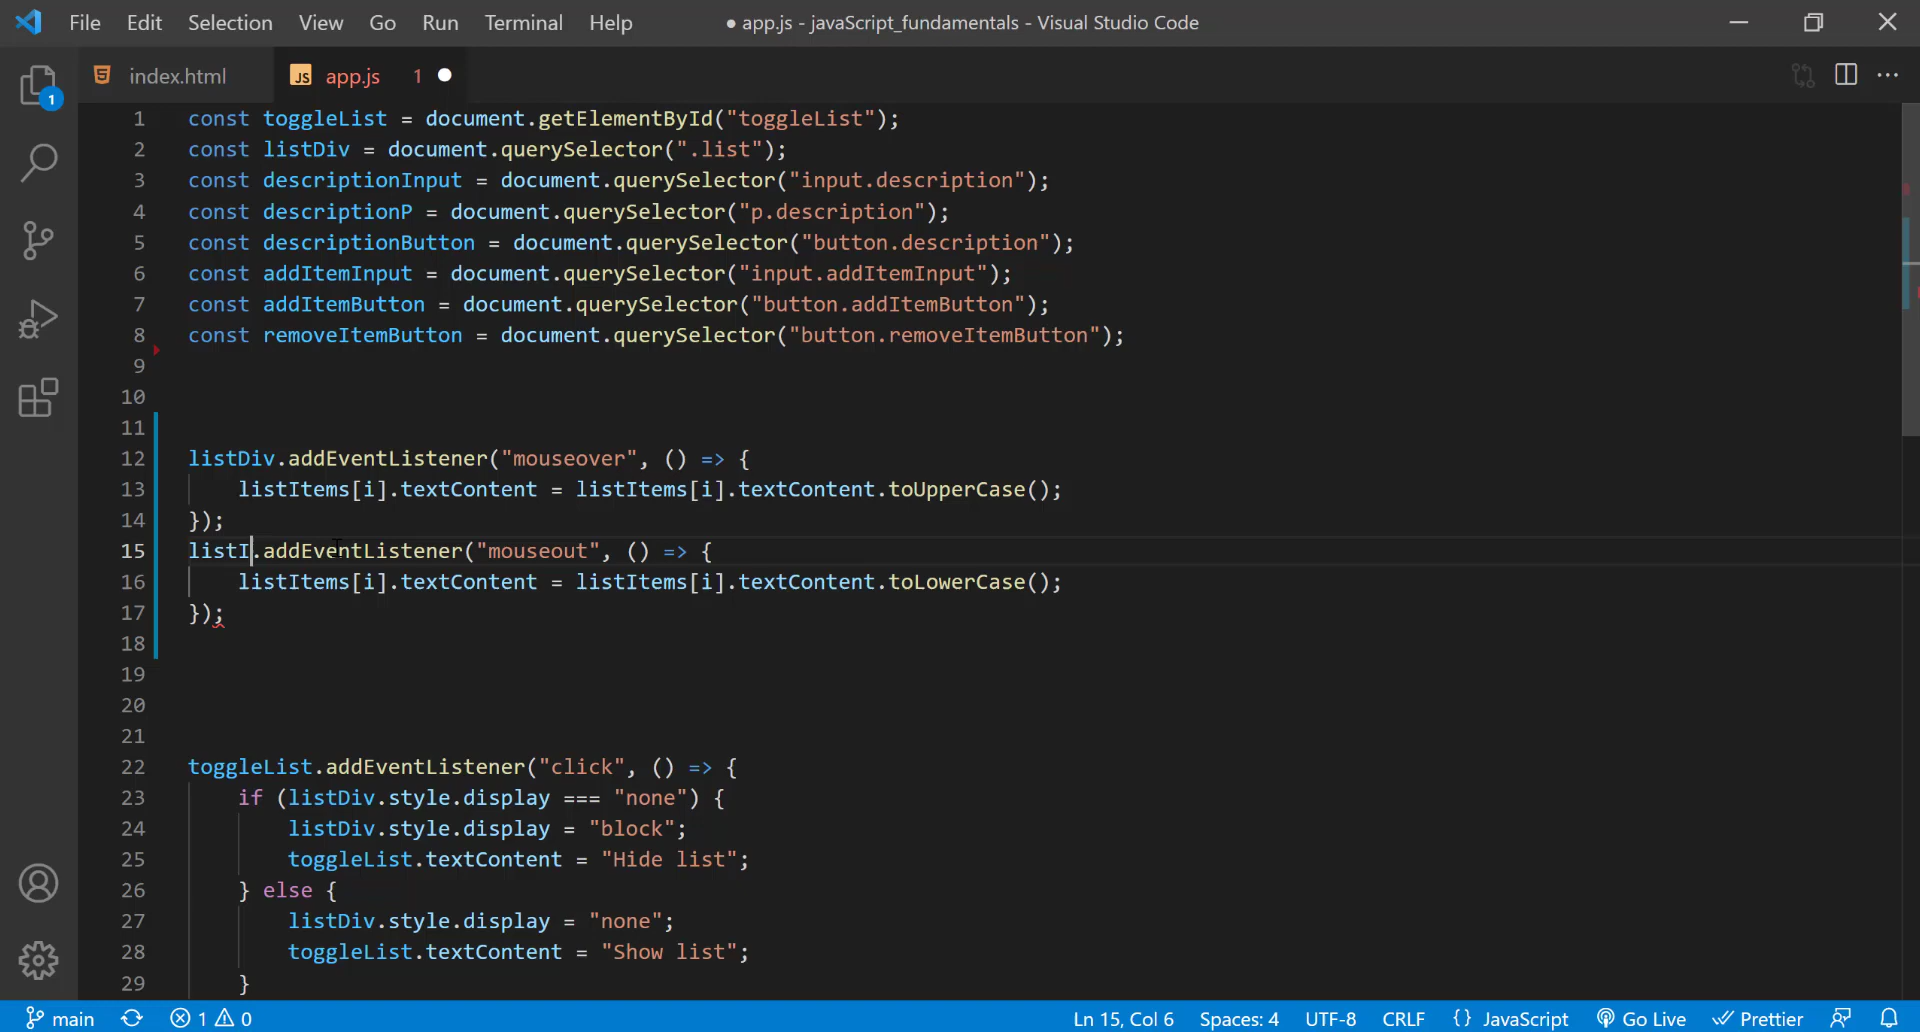 File Edit Selection View Go Run Terminal Help ● app.js - javaScript_fundamentals - Visual Studio Code
index.html JS app.js 1 ●
1
1 const toggleList = document.getElementById("toggleList");
2 const listDiv = document.querySelector(".list");
3 const descriptionInput = document.querySelector("input.description");
4 const descriptionP = document.querySelector("p.description");
5 const descriptionButton = document.querySelector("button.description");
6 const addItemInput = document.querySelector("input.addItemInput");
7 const addItemButton = document.querySelector("button.addItemButton");
8 const removeItemButton = document.querySelector("button.removeItemButton");
9
10
11
12 listDiv.addEventListener("mouseover", () => {
13     listItems[i].textContent = listItems[i].textContent.toUpperCase();
14 });
15 listI.addEventListener("mouseout", () => {
16     listItems[i].textContent = listItems[i].textContent.toLowerCase();
17 });
18
19
20
21
22 toggleList.addEventListener("click", () => {
23     if (listDiv.style.display === "none") {
24         listDiv.style.display = "block";
25         toggleList.textContent = "Hide list";
26     } else {
27         listDiv.style.display = "none";
28         toggleList.textContent = "Show list";
29     }
main 1 0 Ln 15, Col 6 Spaces: 4 UTF-8 CRLF {} JavaScript Go Live Prettier